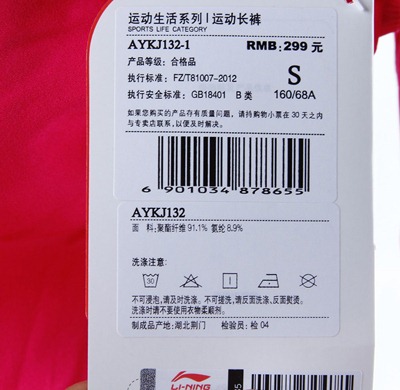 运动生活系列 | 运动长裤
SPORTS LIFE CATEGORY
AYKJ132-1 RMB: 299 元
产品等级: 合格品
执行标准: FZ/T81007-2012 S
执行安全标准: GB18401 B 类 160/68A
如果您购买的产品存有质量问题, 请持购物小票在 30 天之内
与专卖店联系, 以便及时解决。
6 901034 878655
AYKJ132
面 料: 聚酯纤维 91.1% 氨纶 8.9%
洗涤注意:
30
不可浸泡, 请及时洗涤。不可搓洗, 请反面洗涤、反面熨烫。
洗涤时请不要使用衣物柔顺剂。
制成品产地: 湖北荆门 检验员: 检 04
LI-NING